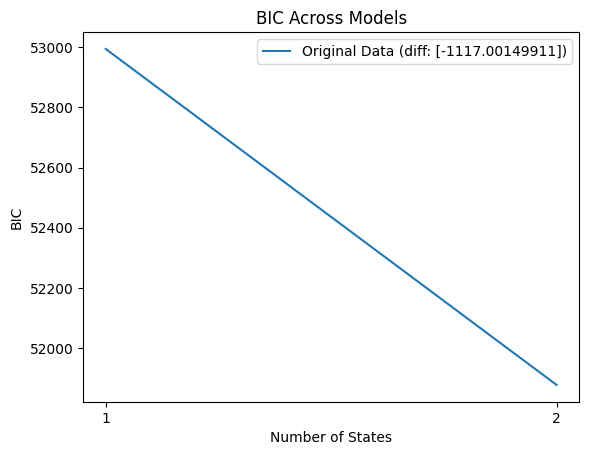 BIC Across Models
Original Data (diff: [-1117.00149911])
BIC
53000
52800
52600
52400
52200
52000
1
2
Number of States